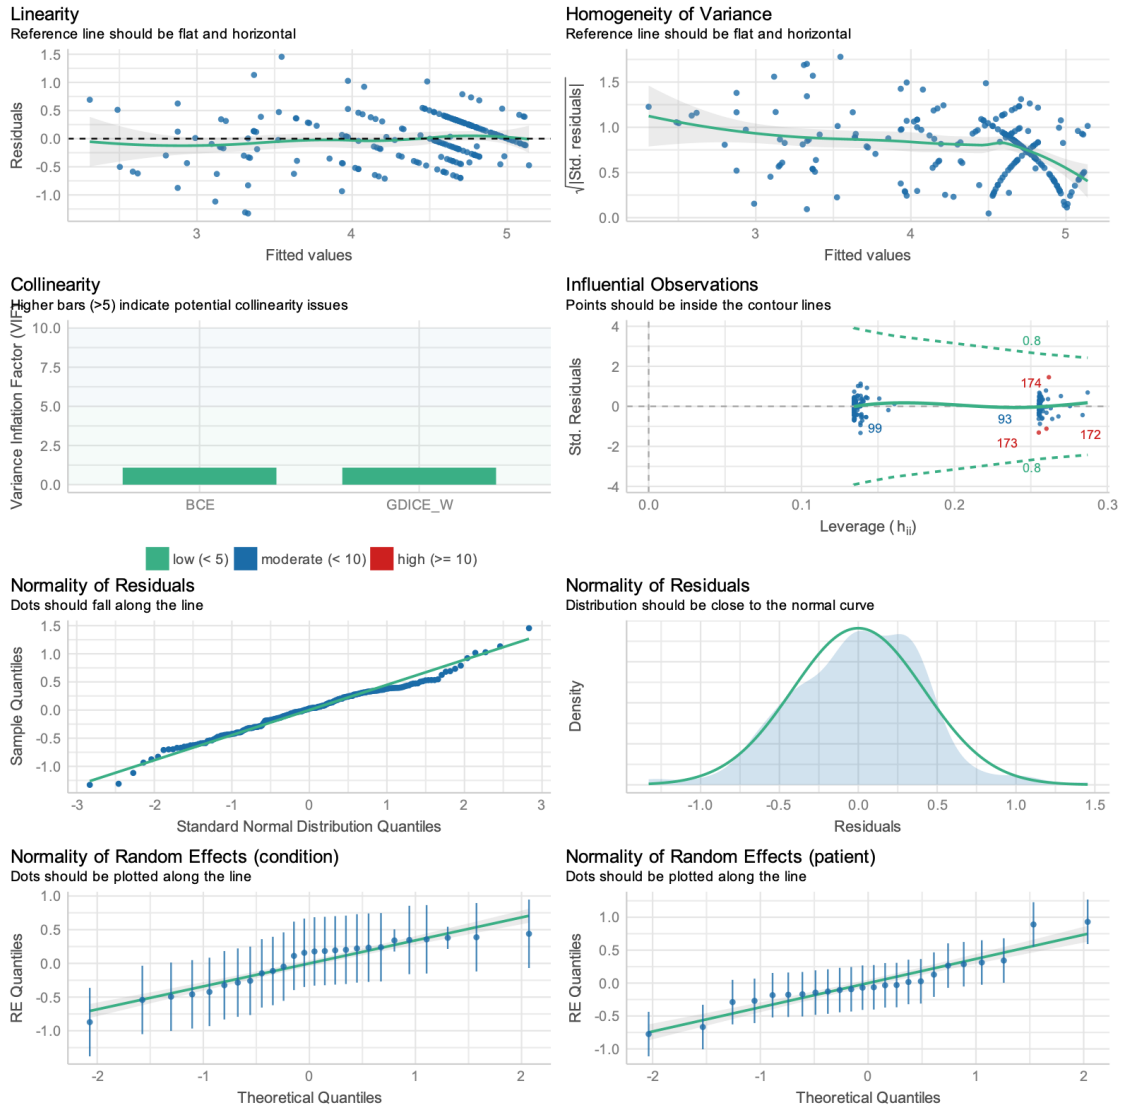 Linearity
Reference line should be flat and horizontal
Residuals
1.5
1.0
0.5
0.0
-0.5
-1.0
3
4
5
Fitted values
Homogeneity of Variance
Reference line should be flat and horizontal
√|Std. residuals|
1.5
1.0
0.5
0.0
3
4
5
Fitted values
Collinearity
Higher bars (>5) indicate potential collinearity issues
Variance Inflation Factor (VIF)
10.0
7.5
5.0
2.5
0.0
BCE
GDICE_W
low (< 5)
moderate (< 10)
high (>= 10)
Influential Observations
Points should be inside the contour lines
Std. Residuals
4
2
0
-2
-4
0.8
174
99
93
173
172
0.8
0.0
0.1
0.2
0.3
Leverage (hii)
Normality of Residuals
Dots should fall along the line
Sample Quantiles
1.5
1.0
0.5
0.0
-0.5
-1.0
-3
-2
-1
0
1
2
3
Standard Normal Distribution Quantiles
Normality of Residuals
Distribution should be close to the normal curve
Density
-1.0
-0.5
0.0
0.5
1.0
1.5
Residuals
Normality of Random Effects (condition)
Dots should be plotted along the line
RE Quantiles
1.0
0.5
0.0
-0.5
-1.0
-2
-1
0
1
2
Theoretical Quantiles
Normality of Random Effects (patient)
Dots should be plotted along the line
RE Quantiles
1.0
0.5
0.0
-0.5
-1.0
-2
-1
0
1
2
Theoretical Quantiles